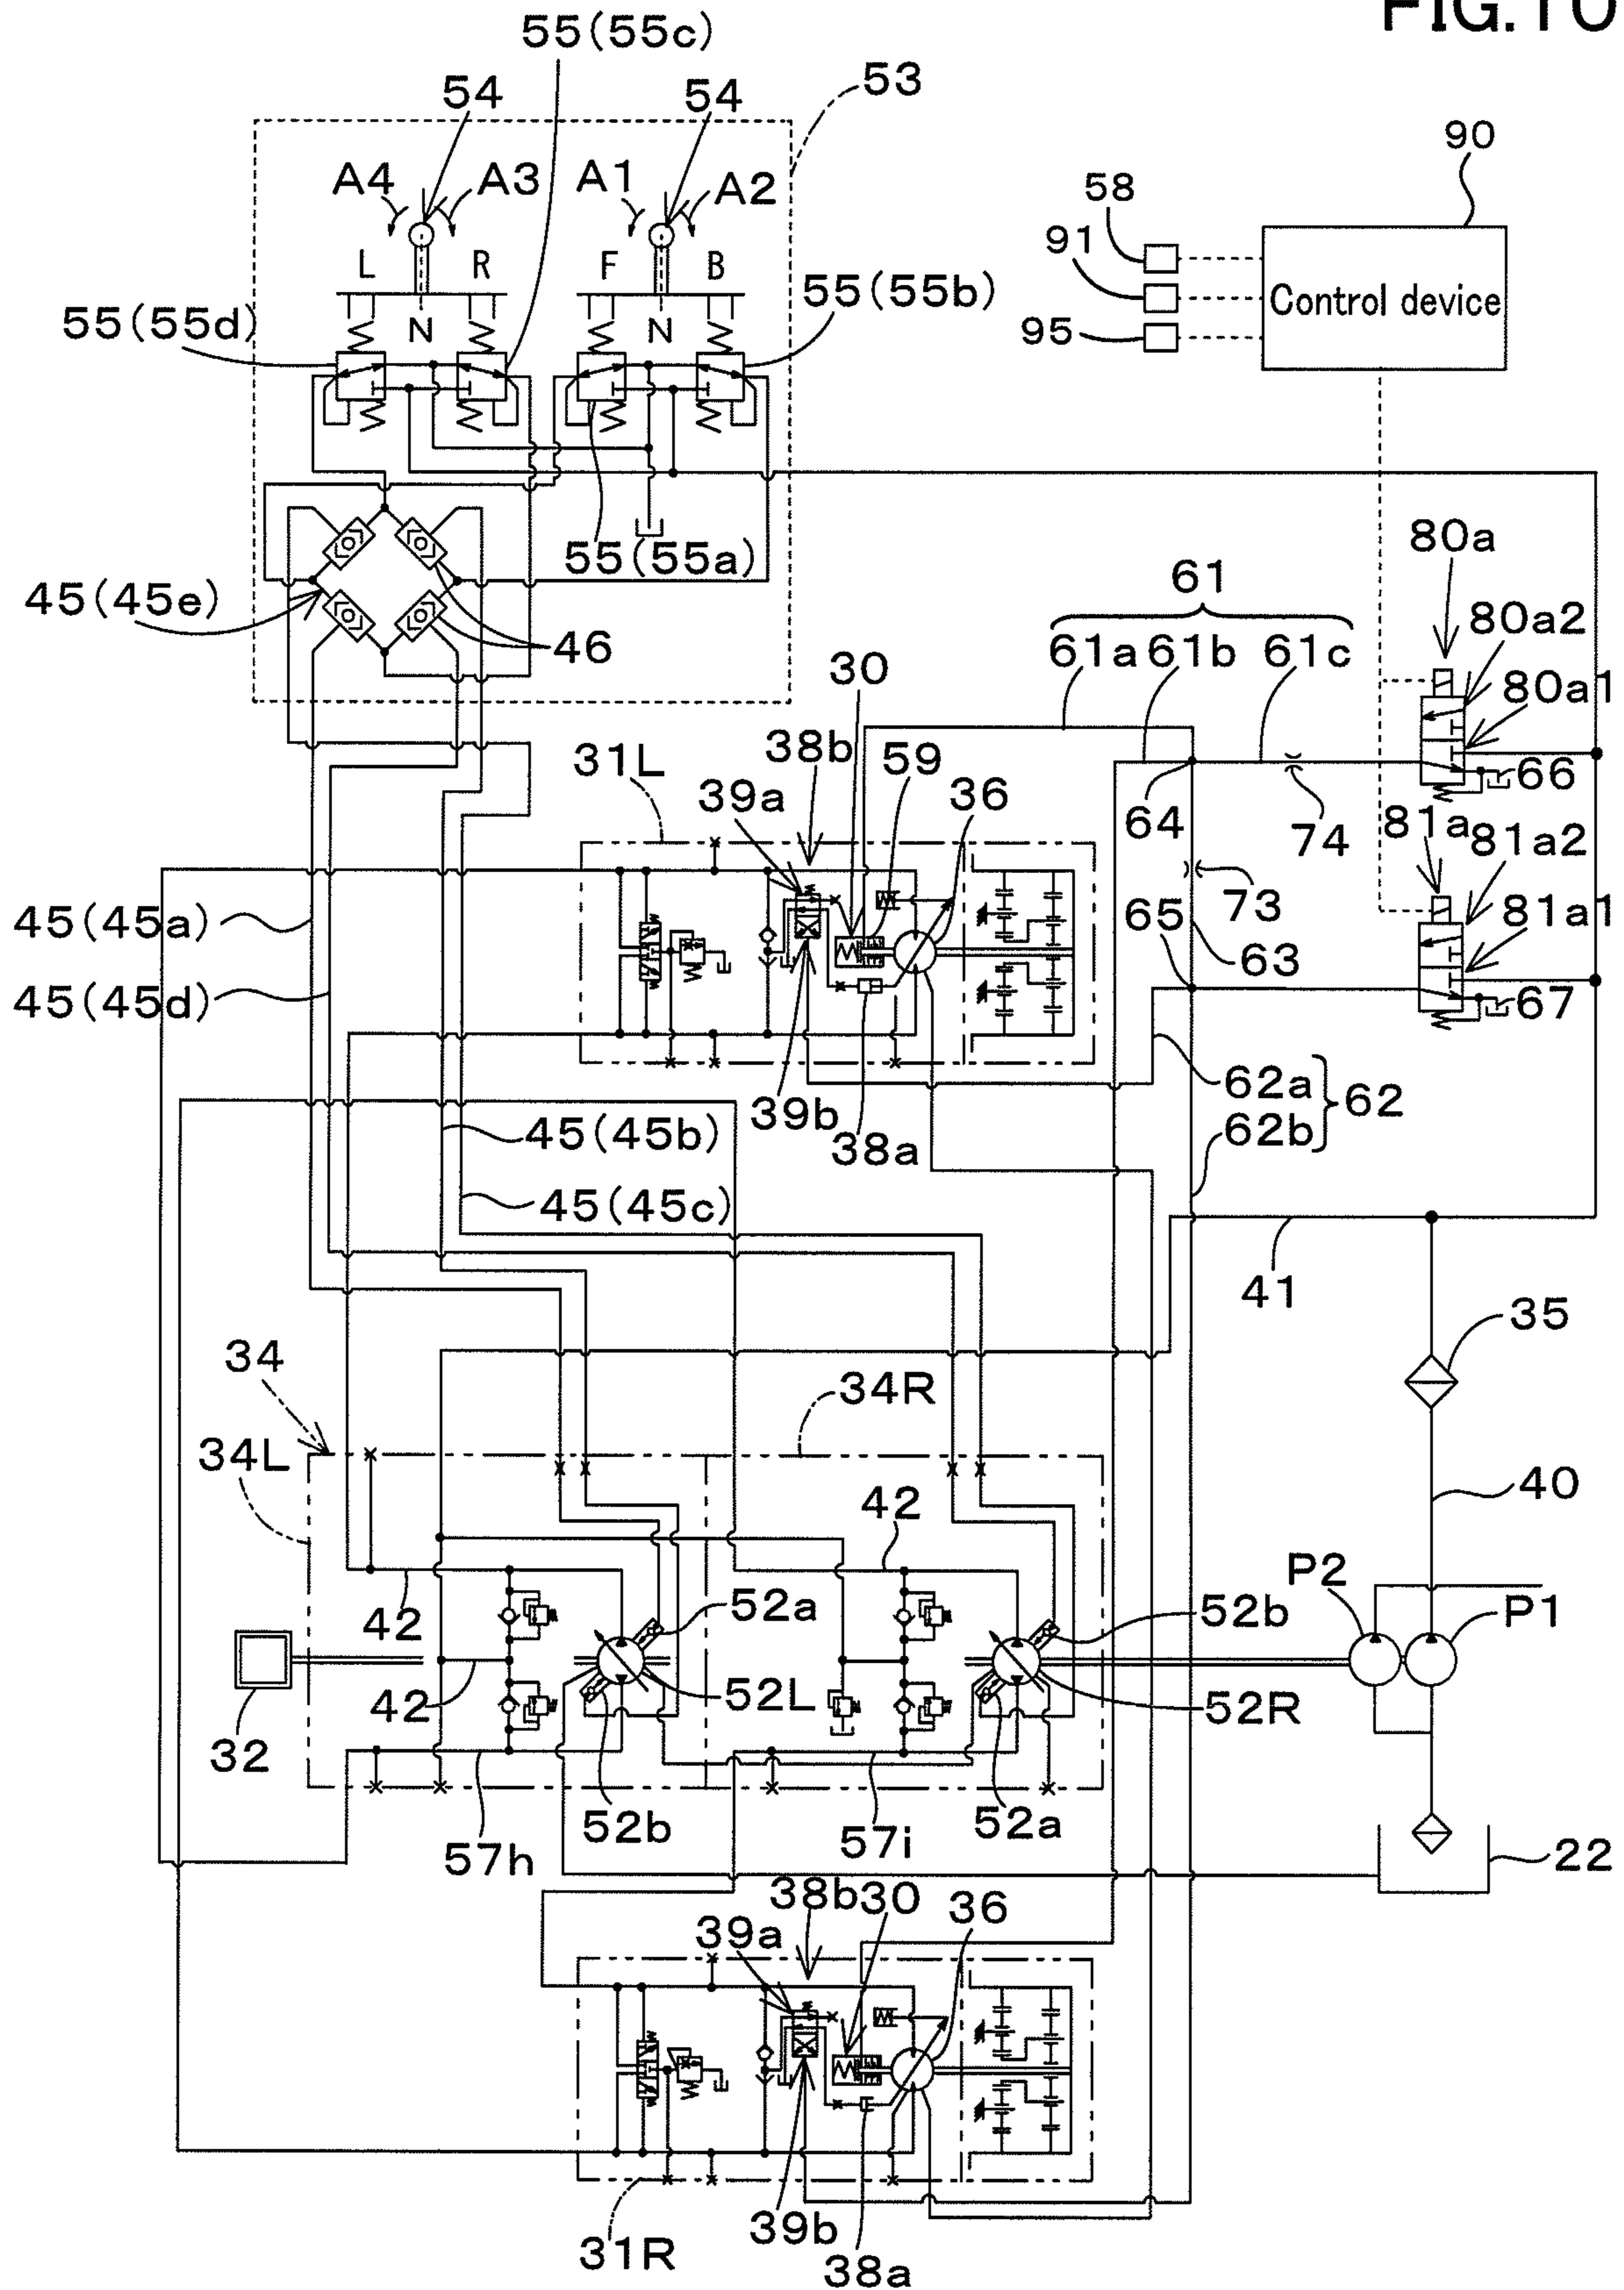 FIG.10
55(55c)
54
54
53
A4
A3
A1
A2
90
58
91
95
Control device
L
R
F
B
N
N
55(55d)
55(55b)
55(55a)
45(45e)
46
80a
80a2
80a1
61
61a 61b 61c
30
38b
59
36
31L
39a
64
74
66
81a
81a2
81a1
73
65
63
67
45(45a)
45(45d)
39b
38a
62a
62b
62
45(45b)
45(45c)
41
35
34
34R
34L
42
40
P2
P1
42
52a
52b
42
52L
52R
32
52b
52a
57h
57i
22
38b
30
36
39a
39b
38a
31R